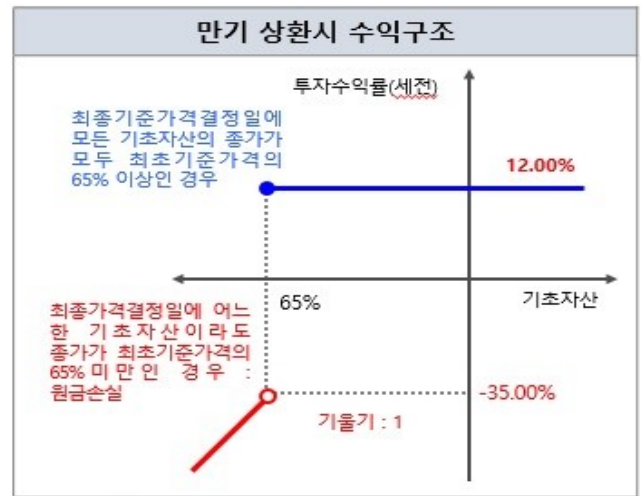 만기 상환시 수익구조
투자수익률(세전)
최종기준가격결정일에
모든 기초자산의 종가가
모두 최초기준가격의
65% 이상인 경우
12.00%
65%
기초자산
최종가격결정일에 어느
한 기초자산이라도
종가가 최초기준가격의
65%미만인 경우 :
원금손실
-35.00%
기울기 : 1